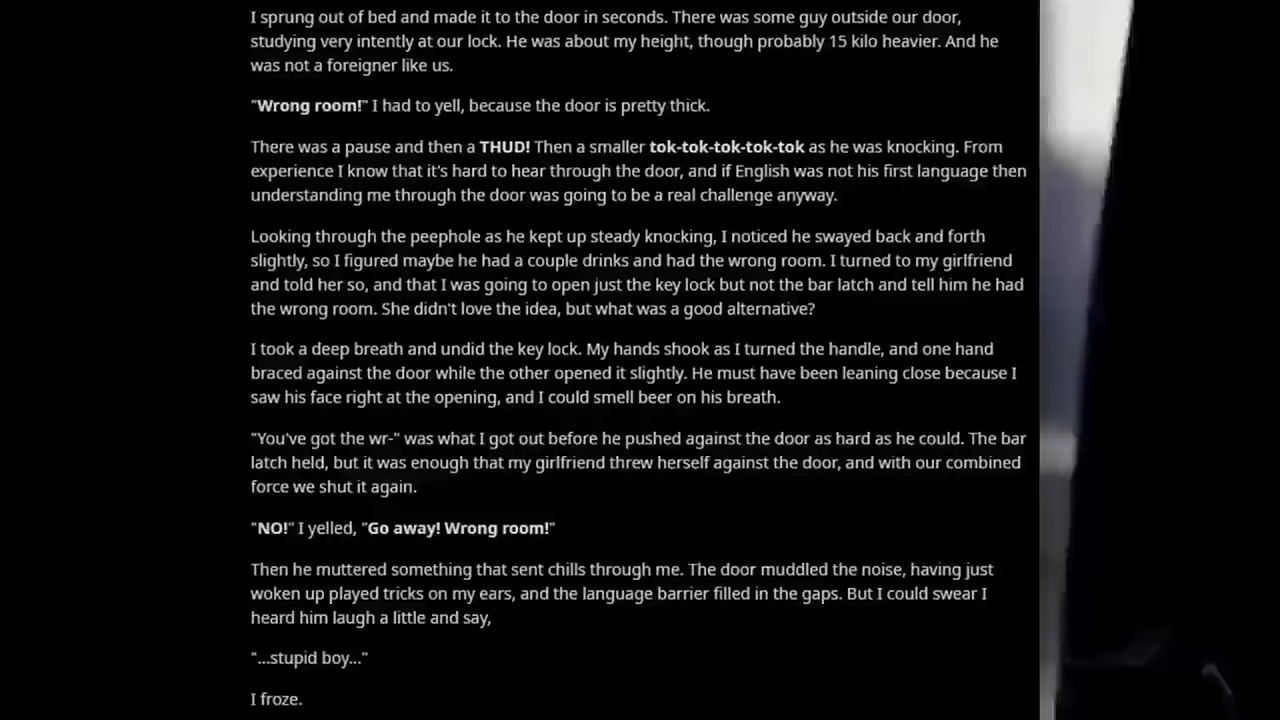 I sprung out of bed and made it to the door in seconds. There was some guy outside our door,
studying very intently at our lock. He was about my height, though probably 15 kilo heavier. And he
was not a foreigner like us.
"Wrong room!" I had to yell, because the door is pretty thick.
There was a pause and then a THUD! Then a smaller tok-tok-tok-tok-tok as he was knocking. From
experience I know that it's hard to hear through the door, and if English was not his first language then
understanding me through the door was going to be a real challenge anyway.
Looking through the peephole as he kept up steady knocking, I noticed he swayed back and forth
slightly, so I figured maybe he had a couple drinks and had the wrong room. I turned to my girlfriend
and told her so, and that I was going to open just the key lock but not the bar latch and tell him he had
the wrong room. She didn't love the idea, but what was a good alternative?
I took a deep breath and undid the key lock. My hands shook as I turned the handle, and one hand
braced against the door while the other opened it slightly. He must have been leaning close because I
saw his face right at the opening, and I could smell beer on his breath.
"You've got the wr-" was what I got out before he pushed against the door as hard as he could. The bar
latch held, but it was enough that my girlfriend threw herself against the door, and with our combined
force we shut it again.
"NO!" I yelled, "Go away! Wrong room!"
Then he muttered something that sent chills through me. The door muddled the noise, having just
woken up played tricks on my ears, and the language barrier filled in the gaps. But I could swear I
heard him laugh a little and say,
"...stupid boy..."
I froze.